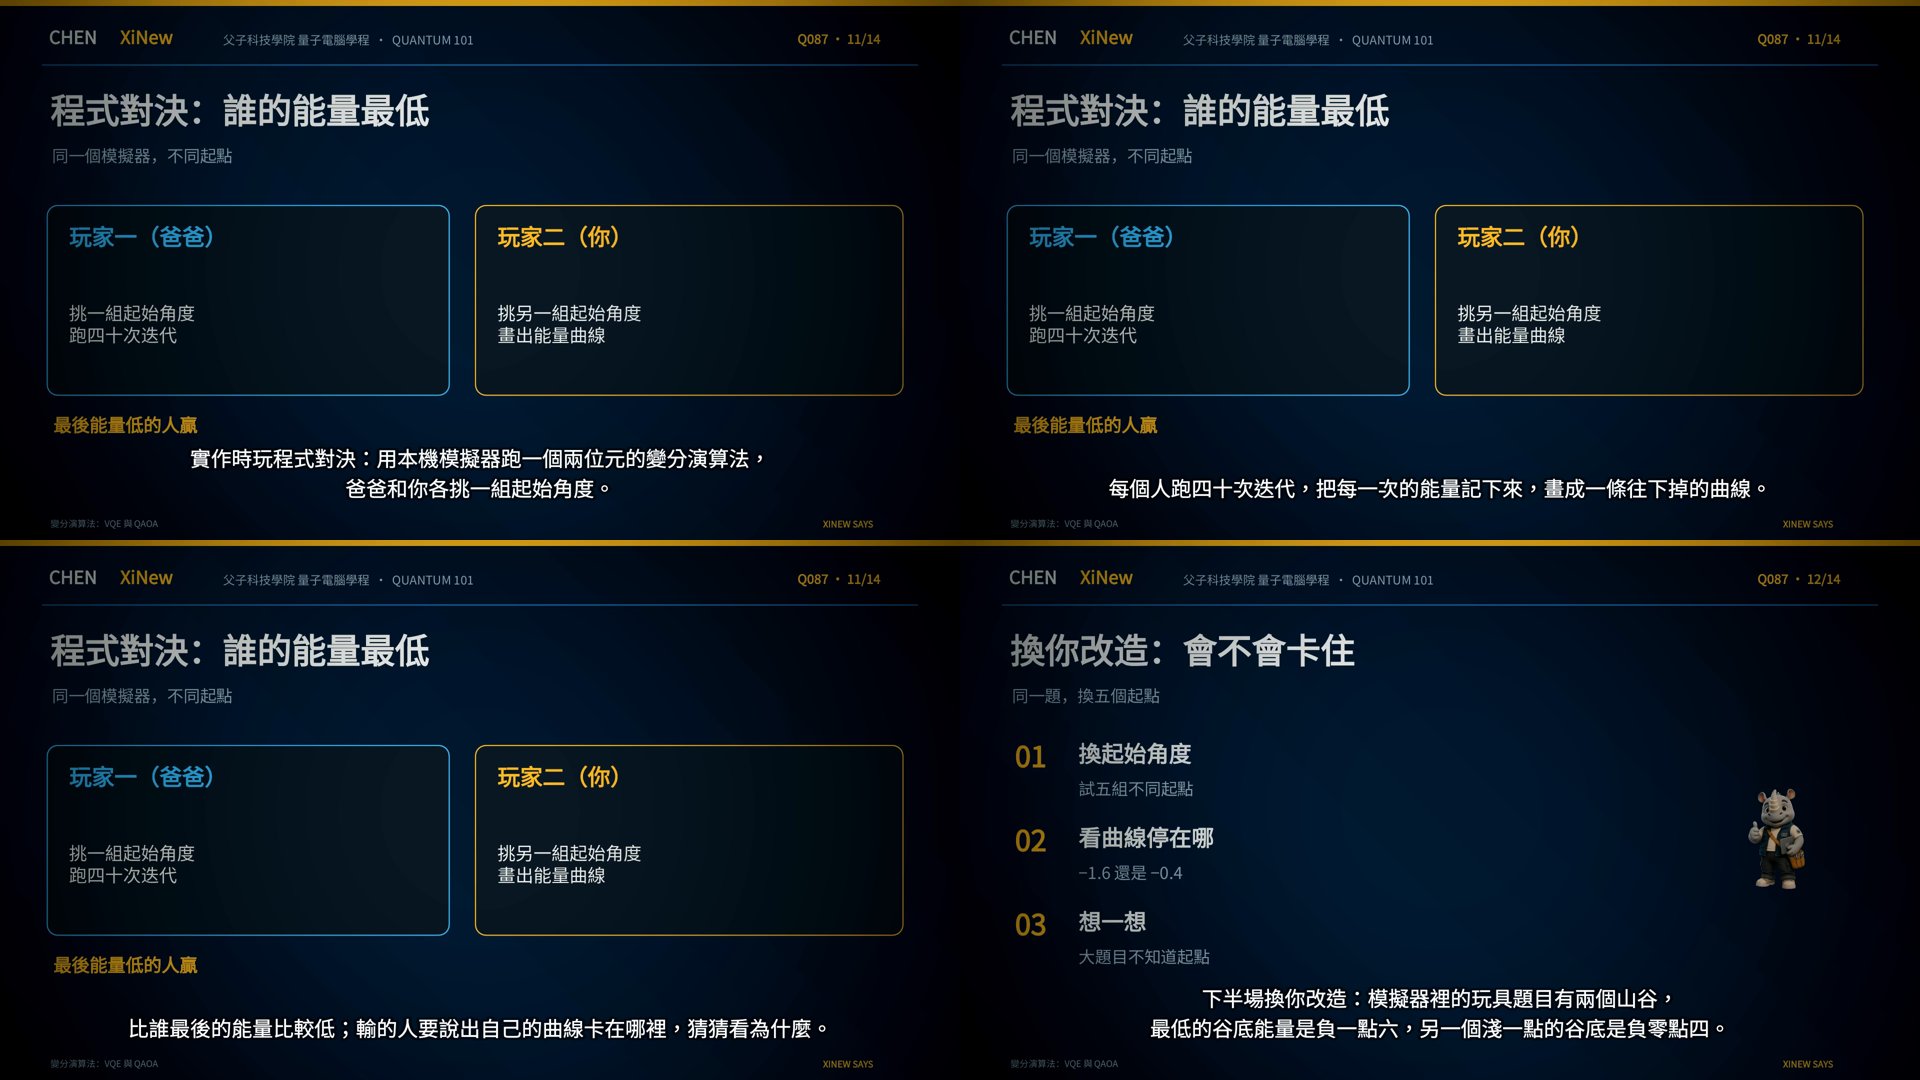 CHEN XiNew 父子科技學院 量子電腦學程 · QUANTUM 101 Q087 · 11/14
程式對決：誰的能量最低
同一個模擬器，不同起點
玩家一（爸爸）
挑一組起始角度
跑四十次迭代
玩家二（你）
挑另一組起始角度
畫出能量曲線
最後能量低的人贏
實作時玩程式對決：用本機模擬器跑一個兩位元的變分演算法，
爸爸和你各挑一組起始角度。
變分演算法：VQE 與 QAOA XINEW SAYS
CHEN XiNew 父子科技學院 量子電腦學程 · QUANTUM 101 Q087 · 11/14
程式對決：誰的能量最低
同一個模擬器，不同起點
玩家一（爸爸）
挑一組起始角度
跑四十次迭代
玩家二（你）
挑另一組起始角度
畫出能量曲線
最後能量低的人贏
每個人跑四十次迭代，把每一次的能量記下來，畫成一條往下掉的曲線。
變分演算法：VQE 與 QAOA XINEW SAYS
CHEN XiNew 父子科技學院 量子電腦學程 · QUANTUM 101 Q087 · 11/14
程式對決：誰的能量最低
同一個模擬器，不同起點
玩家一（爸爸）
挑一組起始角度
跑四十次迭代
玩家二（你）
挑另一組起始角度
畫出能量曲線
最後能量低的人贏
比誰最後的能量比較低；輸的人要說出自己的曲線卡在哪裡，猜猜看為什麼。
變分演算法：VQE 與 QAOA XINEW SAYS
CHEN XiNew 父子科技學院 量子電腦學程 · QUANTUM 101 Q087 · 12/14
換你改造：會不會卡住
同一題，換五個起點
01 換起始角度
試五組不同起點
02 看曲線停在哪
−1.6 還是 −0.4
03 想一想
大題目不知道起點
下半場換你改造：模擬器裡的玩具題目有兩個山谷，
最低的谷底能量是負一點六，另一個淺一點的谷底是負零點四。
變分演算法：VQE 與 QAOA XINEW SAYS